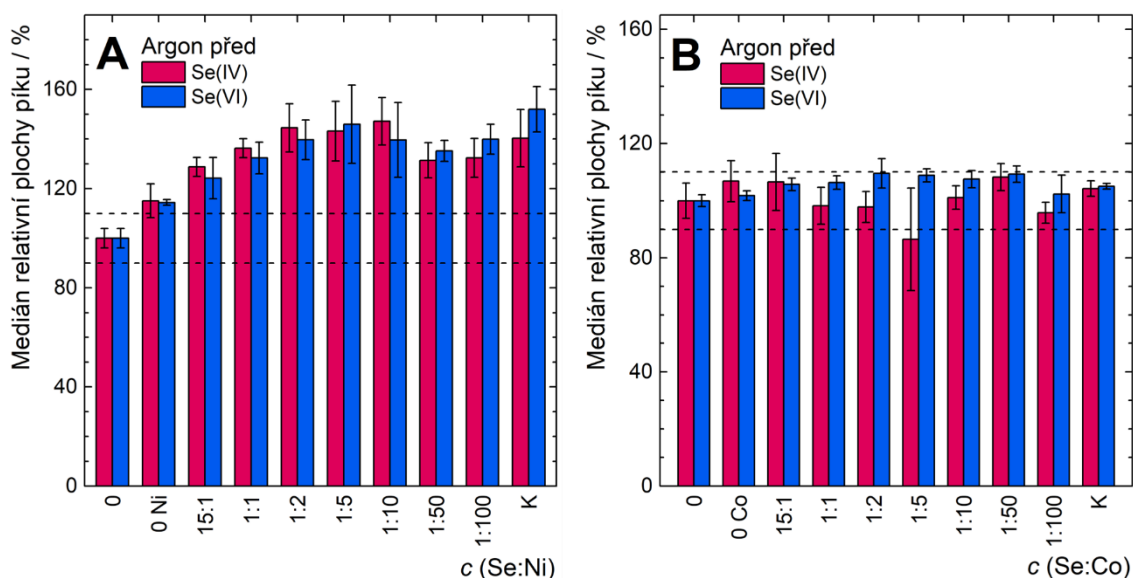 A
Argon před
Se(IV)
Se(VI)
Medián relativní plochy píku / %
160
120
80
40
0
0
0 Ni
15:1
1:1
1:2
1:5
1:10
1:50
1:100
K
c (Se:Ni)
B
Argon před
Se(IV)
Se(VI)
Medián relativní plochy píku / %
160
120
80
40
0
0
0 Co
15:1
1:1
1:2
1:5
1:10
1:50
1:100
K
c (Se:Co)